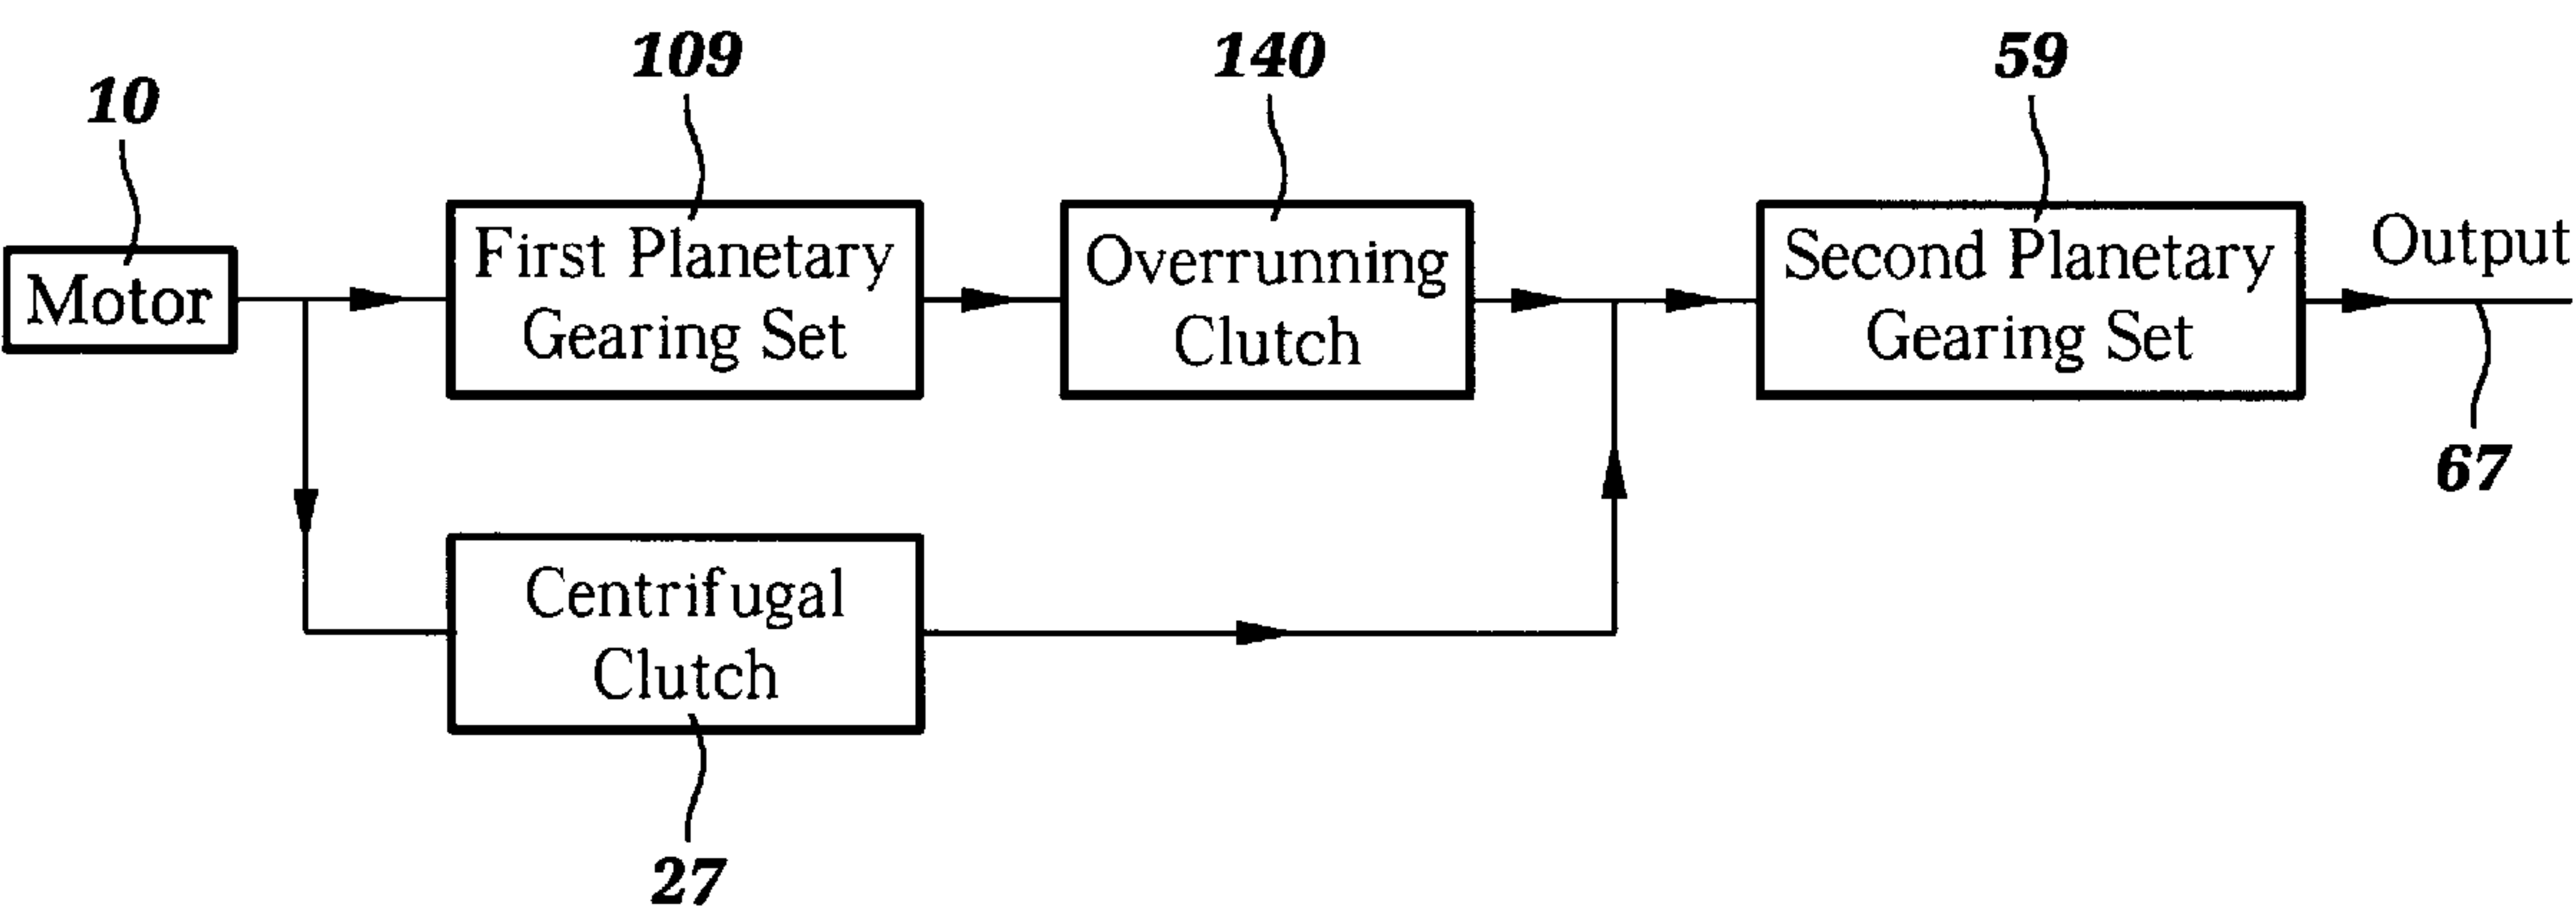 10
109
140
59
Motor
First Planetary
Gearing Set
Overrunning
Clutch
Second Planetary
Gearing Set
Output
67
Centrifugal
Clutch
27